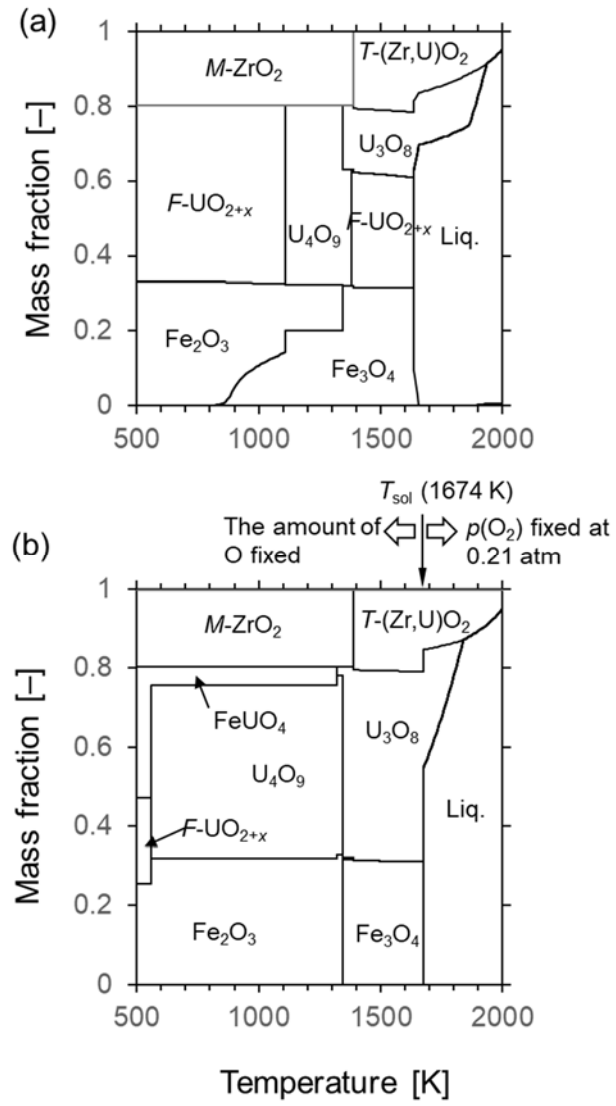 (a)
Mass fraction [–]
1
0.8
0.6
0.4
0.2
0
M-ZrO₂
T-(Zr,U)O₂
U₃O₈
F-UO₂₊ₓ
U₄O₉
F-UO₂₊ₓ
Liq.
Fe₂O₃
Fe₃O₄
500
1000
1500
2000
T_sol (1674 K)
The amount of
O fixed
p(O₂) fixed at
0.21 atm
(b)
Mass fraction [–]
1
0.8
0.6
0.4
0.2
0
M-ZrO₂
T-(Zr,U)O₂
FeUO₄
U₃O₈
U₄O₉
F-UO₂₊ₓ
Liq.
Fe₂O₃
Fe₃O₄
500
1000
1500
2000
Temperature [K]